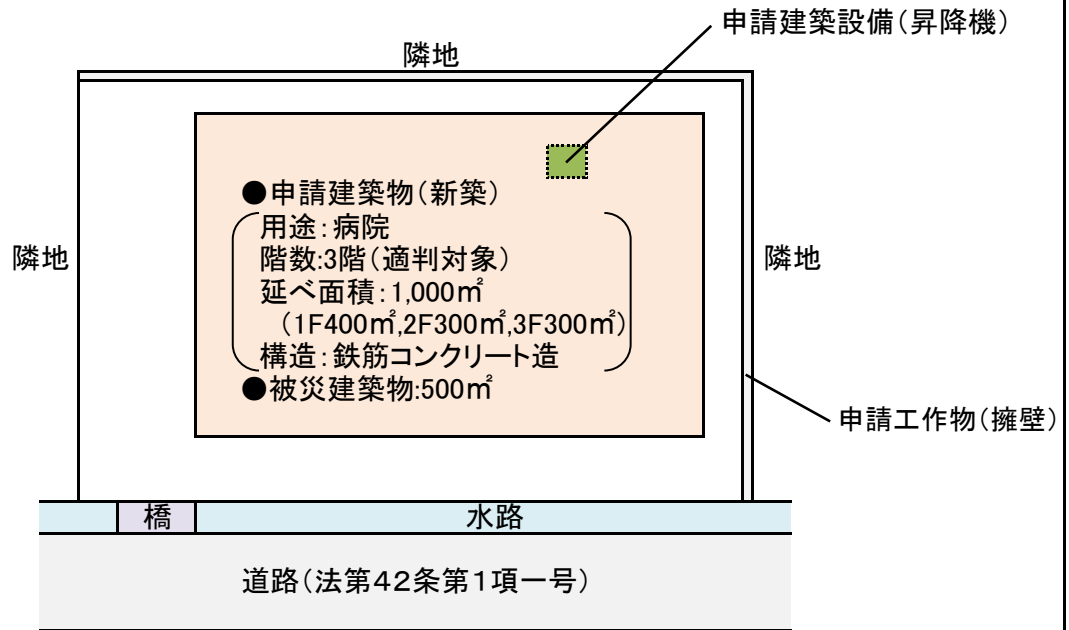 申請建築設備(昇降機)
隣地
●申請建築物(新築)
用途:病院
階数:3階(適判対象)
延べ面積:1,000㎡
(1F400㎡,2F300㎡,3F300㎡)
構造:鉄筋コンクリート造
●被災建築物:500㎡
隣地
隣地
申請工作物(擁壁)
橋
水路
道路(法第42条第1項一号)